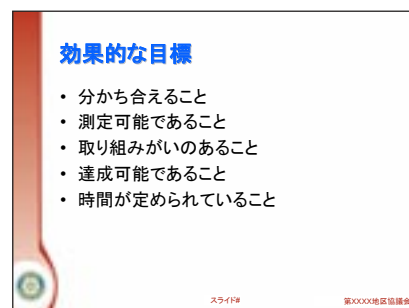 効果的な目標
• 分かち合えること
• 測定可能であること
• 取り組みがいのあること
• 達成可能であること
• 時間が定められていること
スライド# 第XXXX地区協議会